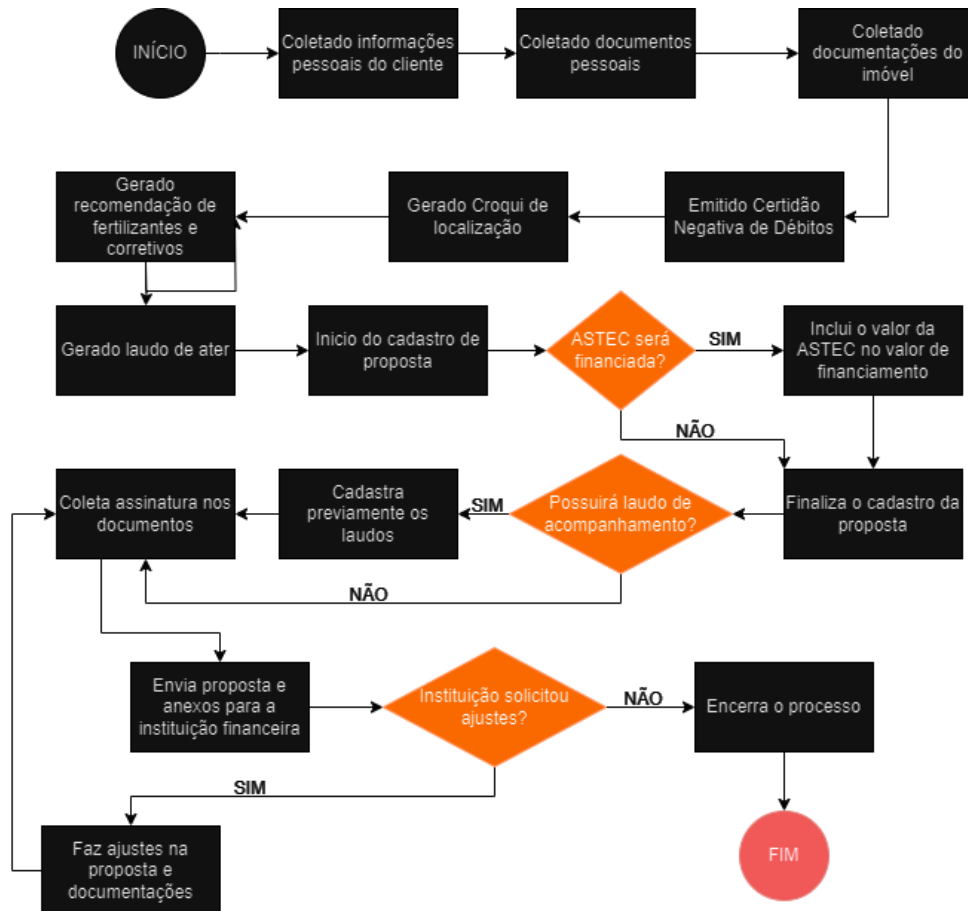 INÍCIO
Coletado informações
pessoais do cliente
Coletado documentos
pessoais
Coletado
documentações do
imóvel
Gerado
recomendação de
fertilizantes e
corretivos
Gerado Croqui de
localização
Emitido Certidão
Negativa de Débitos
Gerado laudo de ater
Inicio do cadastro de
proposta
ASTEC será
financiada?
SIM
Inclui o valor da
ASTEC no valor de
financiamento
NÃO
Coleta assinatura nos
documentos
Cadastra
previamente os
laudos
SIM
Possuirá laudo de
acompanhamento?
Finaliza o cadastro da
proposta
NÃO
Envia proposta e
anexos para a
instituição financeira
Instituição solicitou
ajustes?
NÃO
Encerra o processo
SIM
Faz ajustes na
proposta e
documentações
FIM